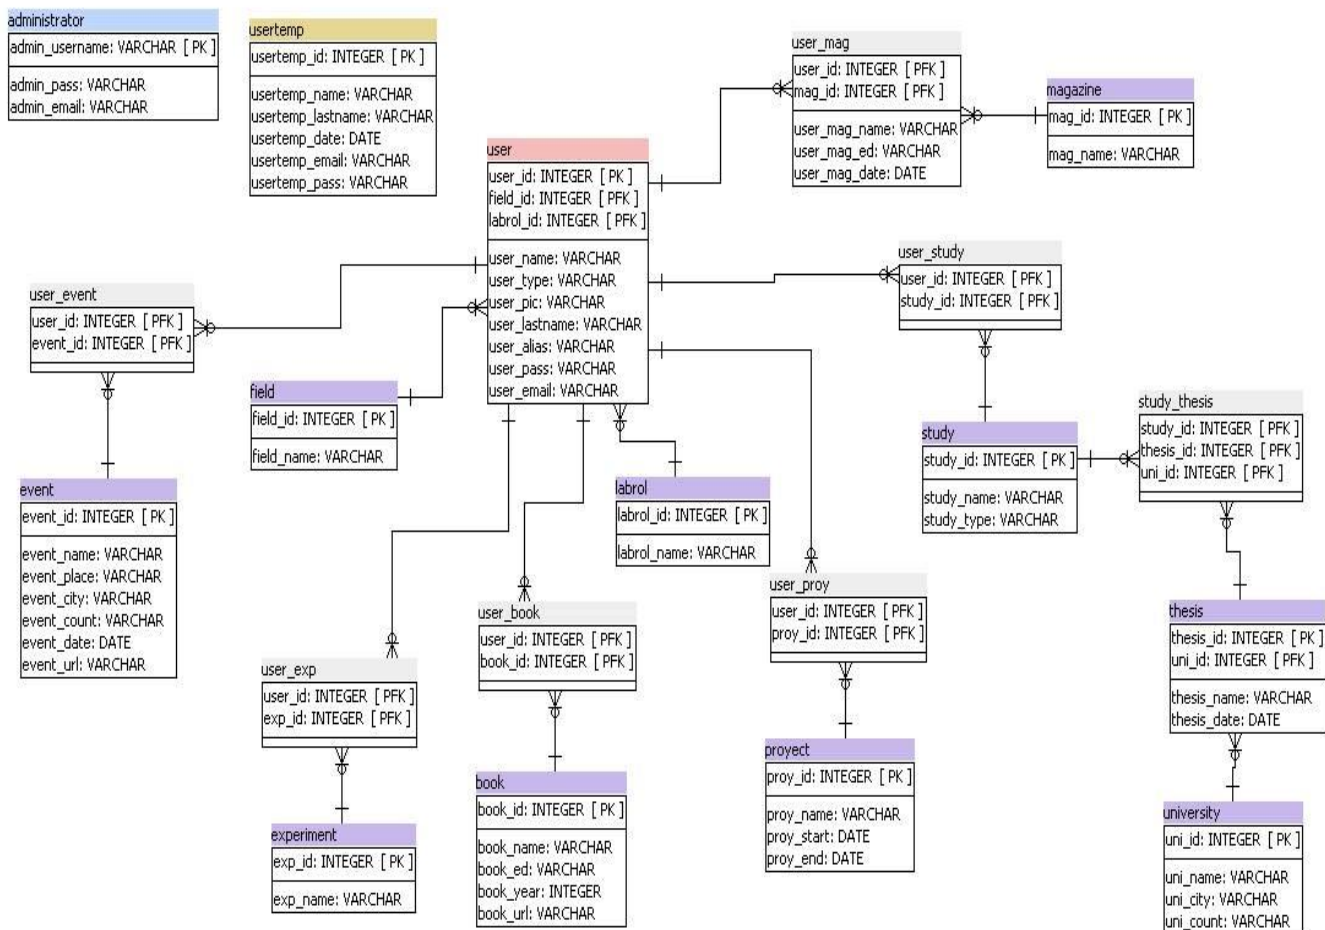 administrator
admin_username: VARCHAR [ PK ]
admin_pass: VARCHAR
admin_email: VARCHAR
usertemp
usertemp_id: INTEGER [ PK ]
usertemp_name: VARCHAR
usertemp_lastname: VARCHAR
usertemp_date: DATE
usertemp_email: VARCHAR
usertemp_pass: VARCHAR
user_mag
user_id: INTEGER [ PFK ]
mag_id: INTEGER [ PFK ]
user_mag_name: VARCHAR
user_mag_ed: VARCHAR
user_mag_date: DATE
magazine
mag_id: INTEGER [ PK ]
mag_name: VARCHAR
user
user_id: INTEGER [ PK ]
field_id: INTEGER [ PFK ]
labrol_id: INTEGER [ PFK ]
user_name: VARCHAR
user_type: VARCHAR
user_pic: VARCHAR
user_lastname: VARCHAR
user_alias: VARCHAR
user_pass: VARCHAR
user_email: VARCHAR
user_study
user_id: INTEGER [ PFK ]
study_id: INTEGER [ PFK ]
user_event
user_id: INTEGER [ PFK ]
event_id: INTEGER [ PFK ]
field
field_id: INTEGER [ PK ]
field_name: VARCHAR
study_thesis
study_id: INTEGER [ PFK ]
thesis_id: INTEGER [ PFK ]
uni_id: INTEGER [ PFK ]
study
study_id: INTEGER [ PK ]
study_name: VARCHAR
study_type: VARCHAR
event
event_id: INTEGER [ PK ]
event_name: VARCHAR
event_place: VARCHAR
event_city: VARCHAR
event_count: VARCHAR
event_date: DATE
event_url: VARCHAR
labrol
labrol_id: INTEGER [ PK ]
labrol_name: VARCHAR
user_proy
user_id: INTEGER [ PFK ]
proy_id: INTEGER [ PFK ]
user_book
user_id: INTEGER [ PFK ]
book_id: INTEGER [ PFK ]
thesis
thesis_id: INTEGER [ PK ]
uni_id: INTEGER [ PFK ]
thesis_name: VARCHAR
thesis_date: DATE
user_exp
user_id: INTEGER [ PFK ]
exp_id: INTEGER [ PFK ]
proyect
proy_id: INTEGER [ PK ]
proy_name: VARCHAR
proy_start: DATE
proy_end: DATE
book
book_id: INTEGER [ PK ]
book_name: VARCHAR
book_ed: VARCHAR
book_year: INTEGER
book_url: VARCHAR
university
uni_id: INTEGER [ PK ]
uni_name: VARCHAR
uni_city: VARCHAR
uni_count: VARCHAR
experiment
exp_id: INTEGER [ PK ]
exp_name: VARCHAR